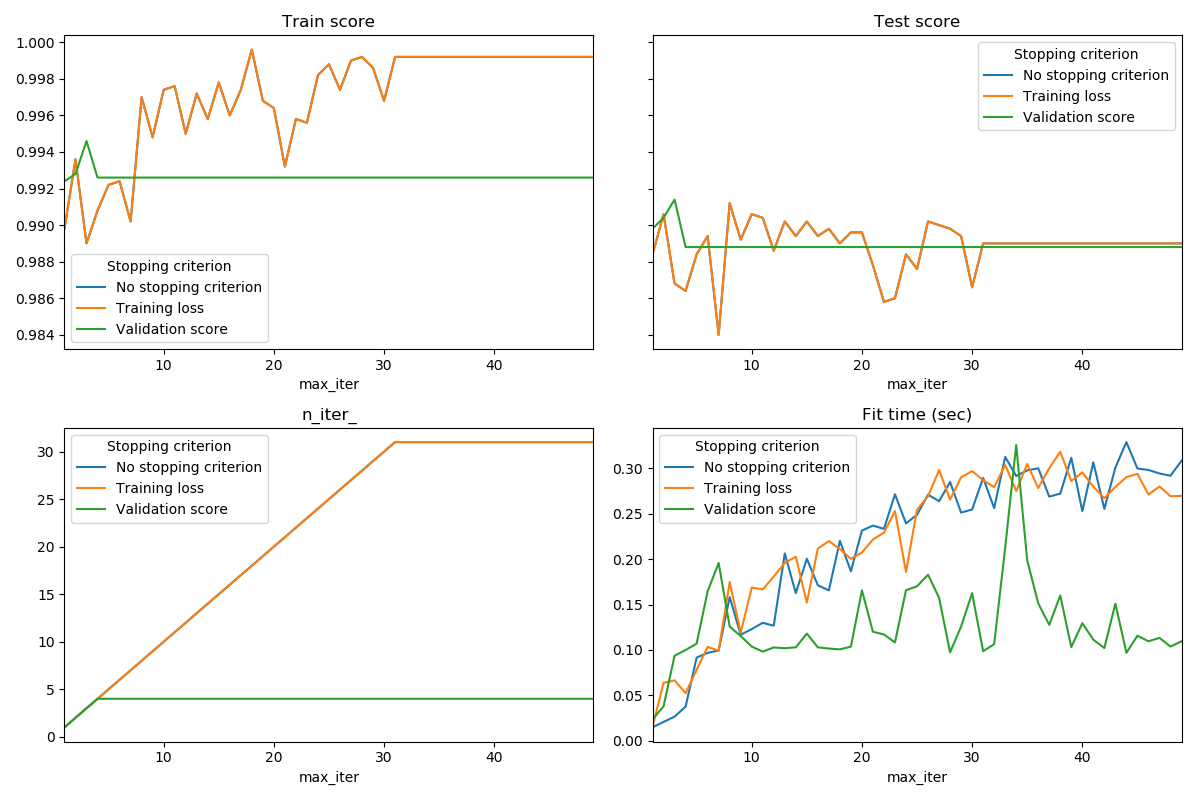 Train score
1.000
0.998
0.996
0.994
0.992
0.990
0.988
0.986
0.984
Stopping criterion
No stopping criterion
Training loss
Validation score
10 20 30 40
max_iter
Test score
Stopping criterion
No stopping criterion
Training loss
Validation score
10 20 30 40
max_iter
n_iter_
30
25
20
15
10
5
0
Stopping criterion
No stopping criterion
Training loss
Validation score
10 20 30 40
max_iter
Fit time (sec)
0.30
0.25
0.20
0.15
0.10
0.05
0.00
Stopping criterion
No stopping criterion
Training loss
Validation score
10 20 30 40
max_iter